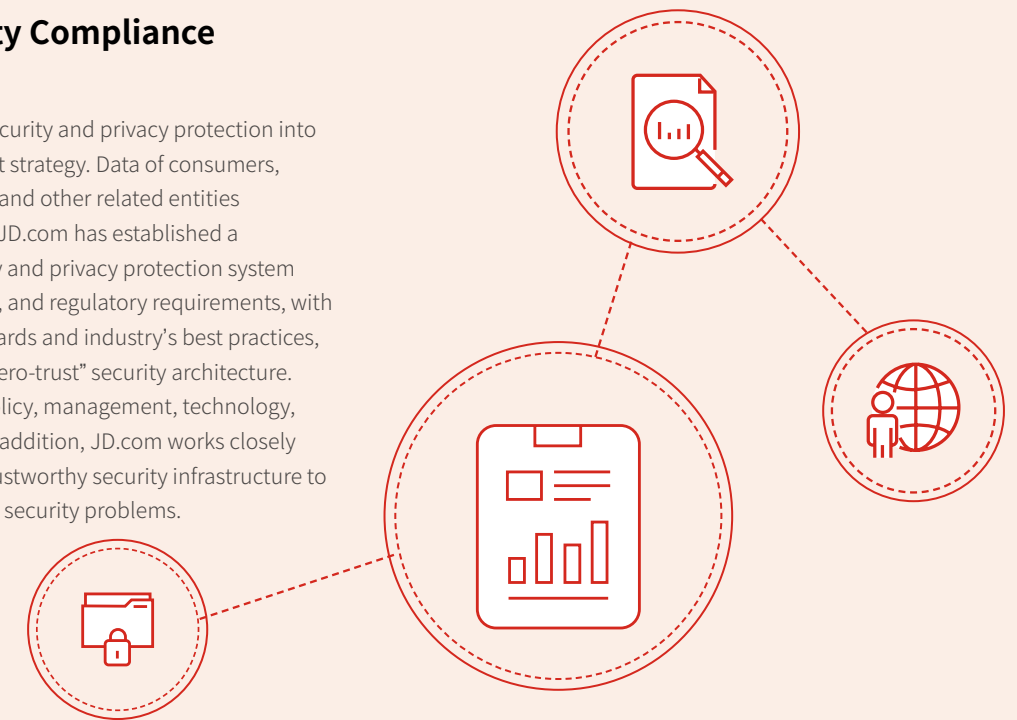 ty Compliance
curity and privacy protection into
t strategy. Data of consumers,
and other related entities
JD.com has established a
y and privacy protection system
, and regulatory requirements, with
ards and industry’s best practices,
ero-trust” security architecture.
licy, management, technology,
addition, JD.com works closely
ustworthy security infrastructure to
security problems.